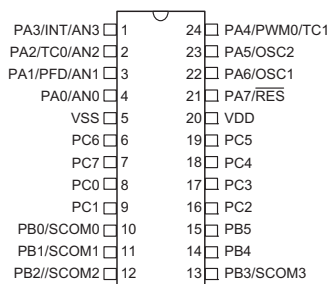 PA3/INT/AN3 1 24 PA4/PWM0/TC1
PA2/TC0/AN2 2 23 PA5/OSC2
PA1/PFD/AN1 3 22 PA6/OSC1
PA0/AN0 4 21 PA7/RES
VSS 5 20 VDD
PC6 6 19 PC5
PC7 7 18 PC4
PC0 8 17 PC3
PC1 9 16 PC2
PB0/SCOM0 10 15 PB5
PB1/SCOM1 11 14 PB4
PB2//SCOM2 12 13 PB3/SCOM3